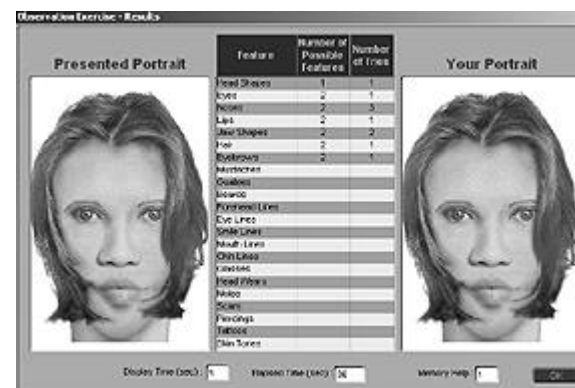 Observation Exercise - Results
Presented Portrait
Feature Number of Possible Features Number of Tries
Head Shapes 1 1
Eyes 2 1
Noses 2 3
Lips 2 1
Jaw Shapes 2 2
Hair 2 1
Eyebrows 2 1
Mustaches
Goatees
Beards
Forehead Lines
Eye Lines
Smile Lines
Mouth Lines
Chin Lines
Glasses
Head Wears
Moles
Scars
Piercings
Tattoos
Skin Tones
Your Portrait
Display Time (sec) :
Elapsed Time (sec) :
Memory Help :
OK